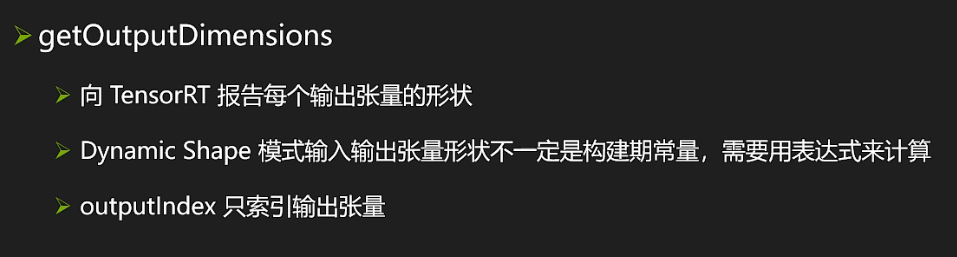 getOutputDimensions
向 TensorRT 报告每个输出张量的形状
Dynamic Shape 模式输入输出张量形状不一定是构建期常量，需要用表达式来计算
outputIndex 只索引输出张量